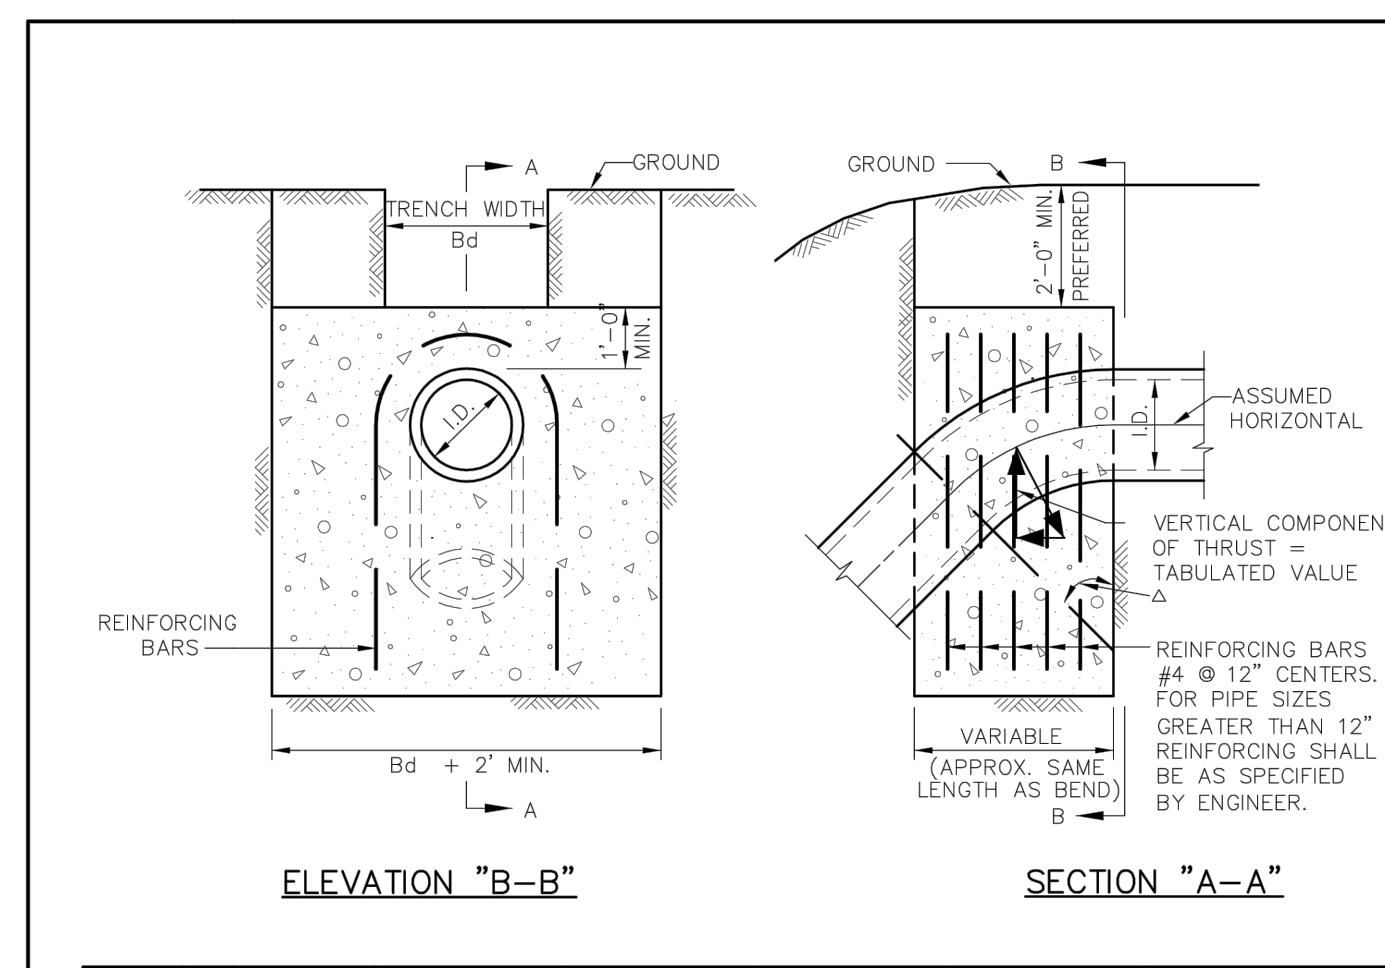 A
GROUND
TRENCH WIDTH
Bd
1'-0"
MIN.
I.D.
REINFORCING
BARS
Bd + 2' MIN.
A
ELEVATION "B-B"
GROUND
B
2'-0" MIN.
PREFERRED
I.D.
ASSUMED
HORIZONTAL
VERTICAL COMPONEN
OF THRUST =
TABULATED VALUE
△
REINFORCING BARS
#4 @ 12" CENTERS.
FOR PIPE SIZES
GREATER THAN 12"
REINFORCING SHALL
BE AS SPECIFIED
BY ENGINEER.
VARIABLE
(APPROX. SAME
LENGTH AS BEND)
B
SECTION "A-A"